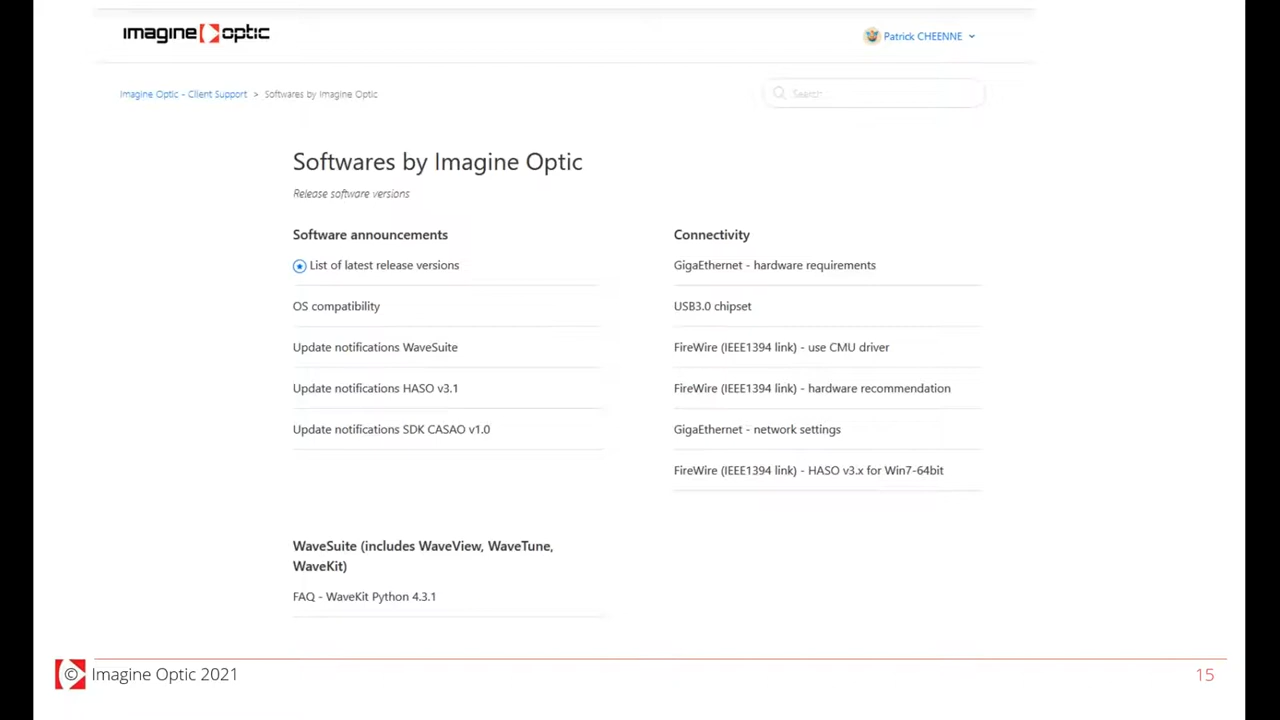 imagine optic
Patrick CHEENNE
Imagine Optic - Client Support > Softwares by Imagine Optic
Search
Softwares by Imagine Optic
Release software versions
Software announcements
List of latest release versions
OS compatibility
Update notifications WaveSuite
Update notifications HASO v3.1
Update notifications SDK CASAO v1.0
Connectivity
GigaEthernet - hardware requirements
USB3.0 chipset
FireWire (IEEE1394 link) - use CMU driver
FireWire (IEEE1394 link) - hardware recommendation
GigaEthernet - network settings
FireWire (IEEE1394 link) - HASO v3.x for Win7-64bit
WaveSuite (includes WaveView, WaveTune,
WaveKit)
FAQ - WaveKit Python 4.3.1
© Imagine Optic 2021
15